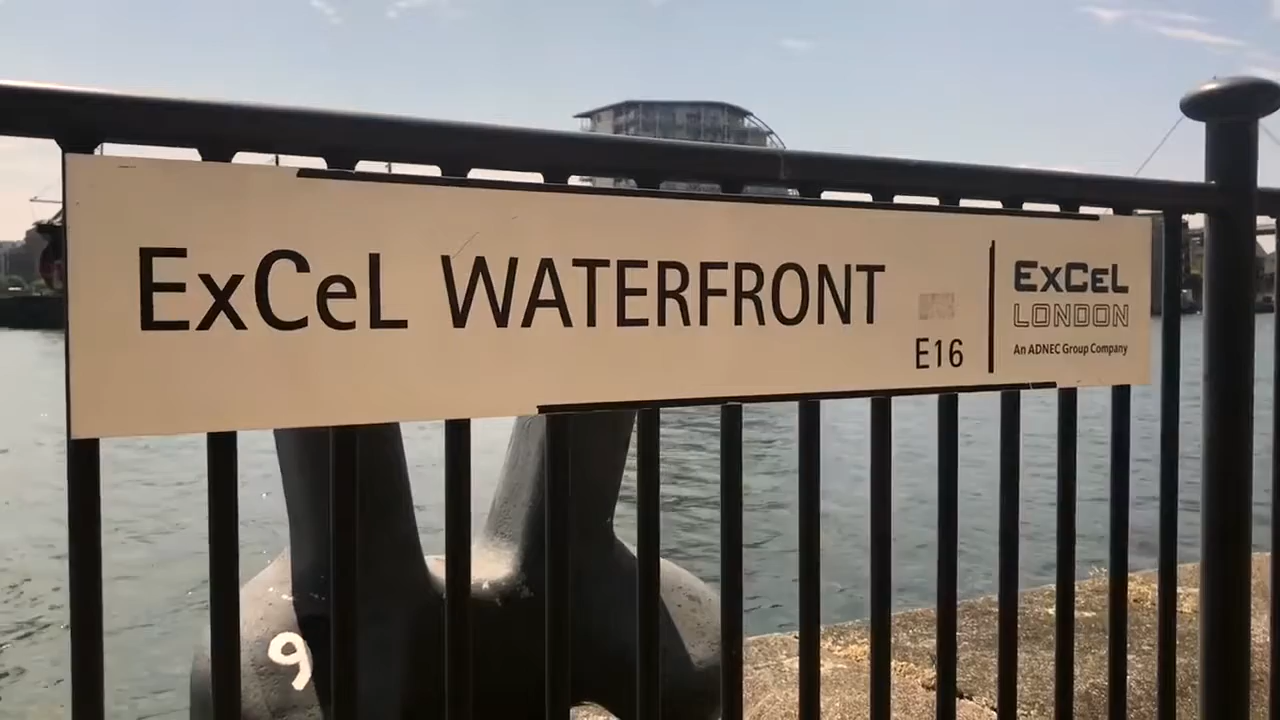 ExCeL WATERFRONT
E16
ExCeL
LONDON
An ADNEC Group Company
9